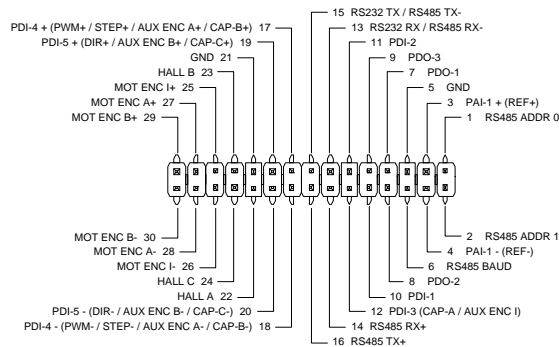 15 RS232 TX / RS485 TX-
PDI-4 + (PWM+ / STEP+ / AUX ENC A+ / CAP-B+) 17
13 RS232 RX / RS485 RX-
PDI-5 + (DIR+ / AUX ENC B+ / CAP-C+) 19
11 PDI-2
GND 21
9 PDO-3
HALL B 23
7 PDO-1
MOT ENC I+ 25
5 GND
MOT ENC A+ 27
3 PAI-1 + (REF+)
MOT ENC B+ 29
1 RS485 ADDR 0
MOT ENC B- 30
2 RS485 ADDR 1
MOT ENC A- 28
4 PAI-1 - (REF-)
MOT ENC I- 26
6 RS485 BAUD
HALL C 24
8 PDO-2
HALL A 22
10 PDI-1
PDI-5 - (DIR- / AUX ENC B- / CAP-C-) 20
12 PDI-3 (CAP-A / AUX ENC I)
PDI-4 - (PWM- / STEP- / AUX ENC A- / CAP-B-) 18
14 RS485 RX+
16 RS485 TX+